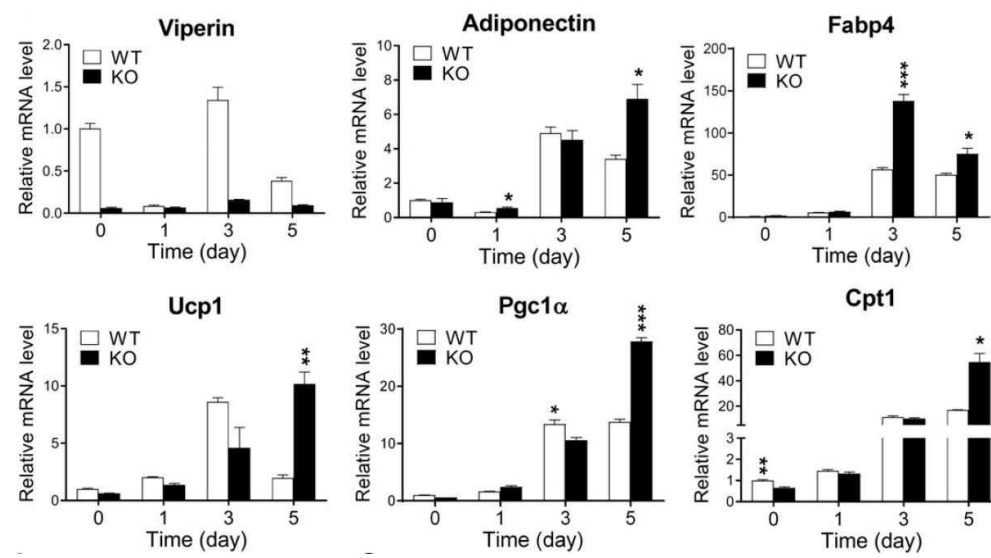 Viperin
Relative mRNA level
2.0
1.5
1.0
0.5
0.0
WT
KO
0 1 3 5
Time (day)
Adiponectin
Relative mRNA level
10
8
6
4
2
0
WT
KO
*
*
0 1 3 5
Time (day)
Fabp4
Relative mRNA level
200
150
100
50
0
WT
KO
***
*
0 1 3 5
Time (day)
Ucp1
Relative mRNA level
15
10
5
0
WT
KO
**
0 1 3 5
Time (day)
Pgc1α
Relative mRNA level
30
20
10
0
WT
KO
*
***
0 1 3 5
Time (day)
Cpt1
Relative mRNA level
80
60
40
20
3
2
1
0
WT
KO
**
*
0 1 3 5
Time (day)